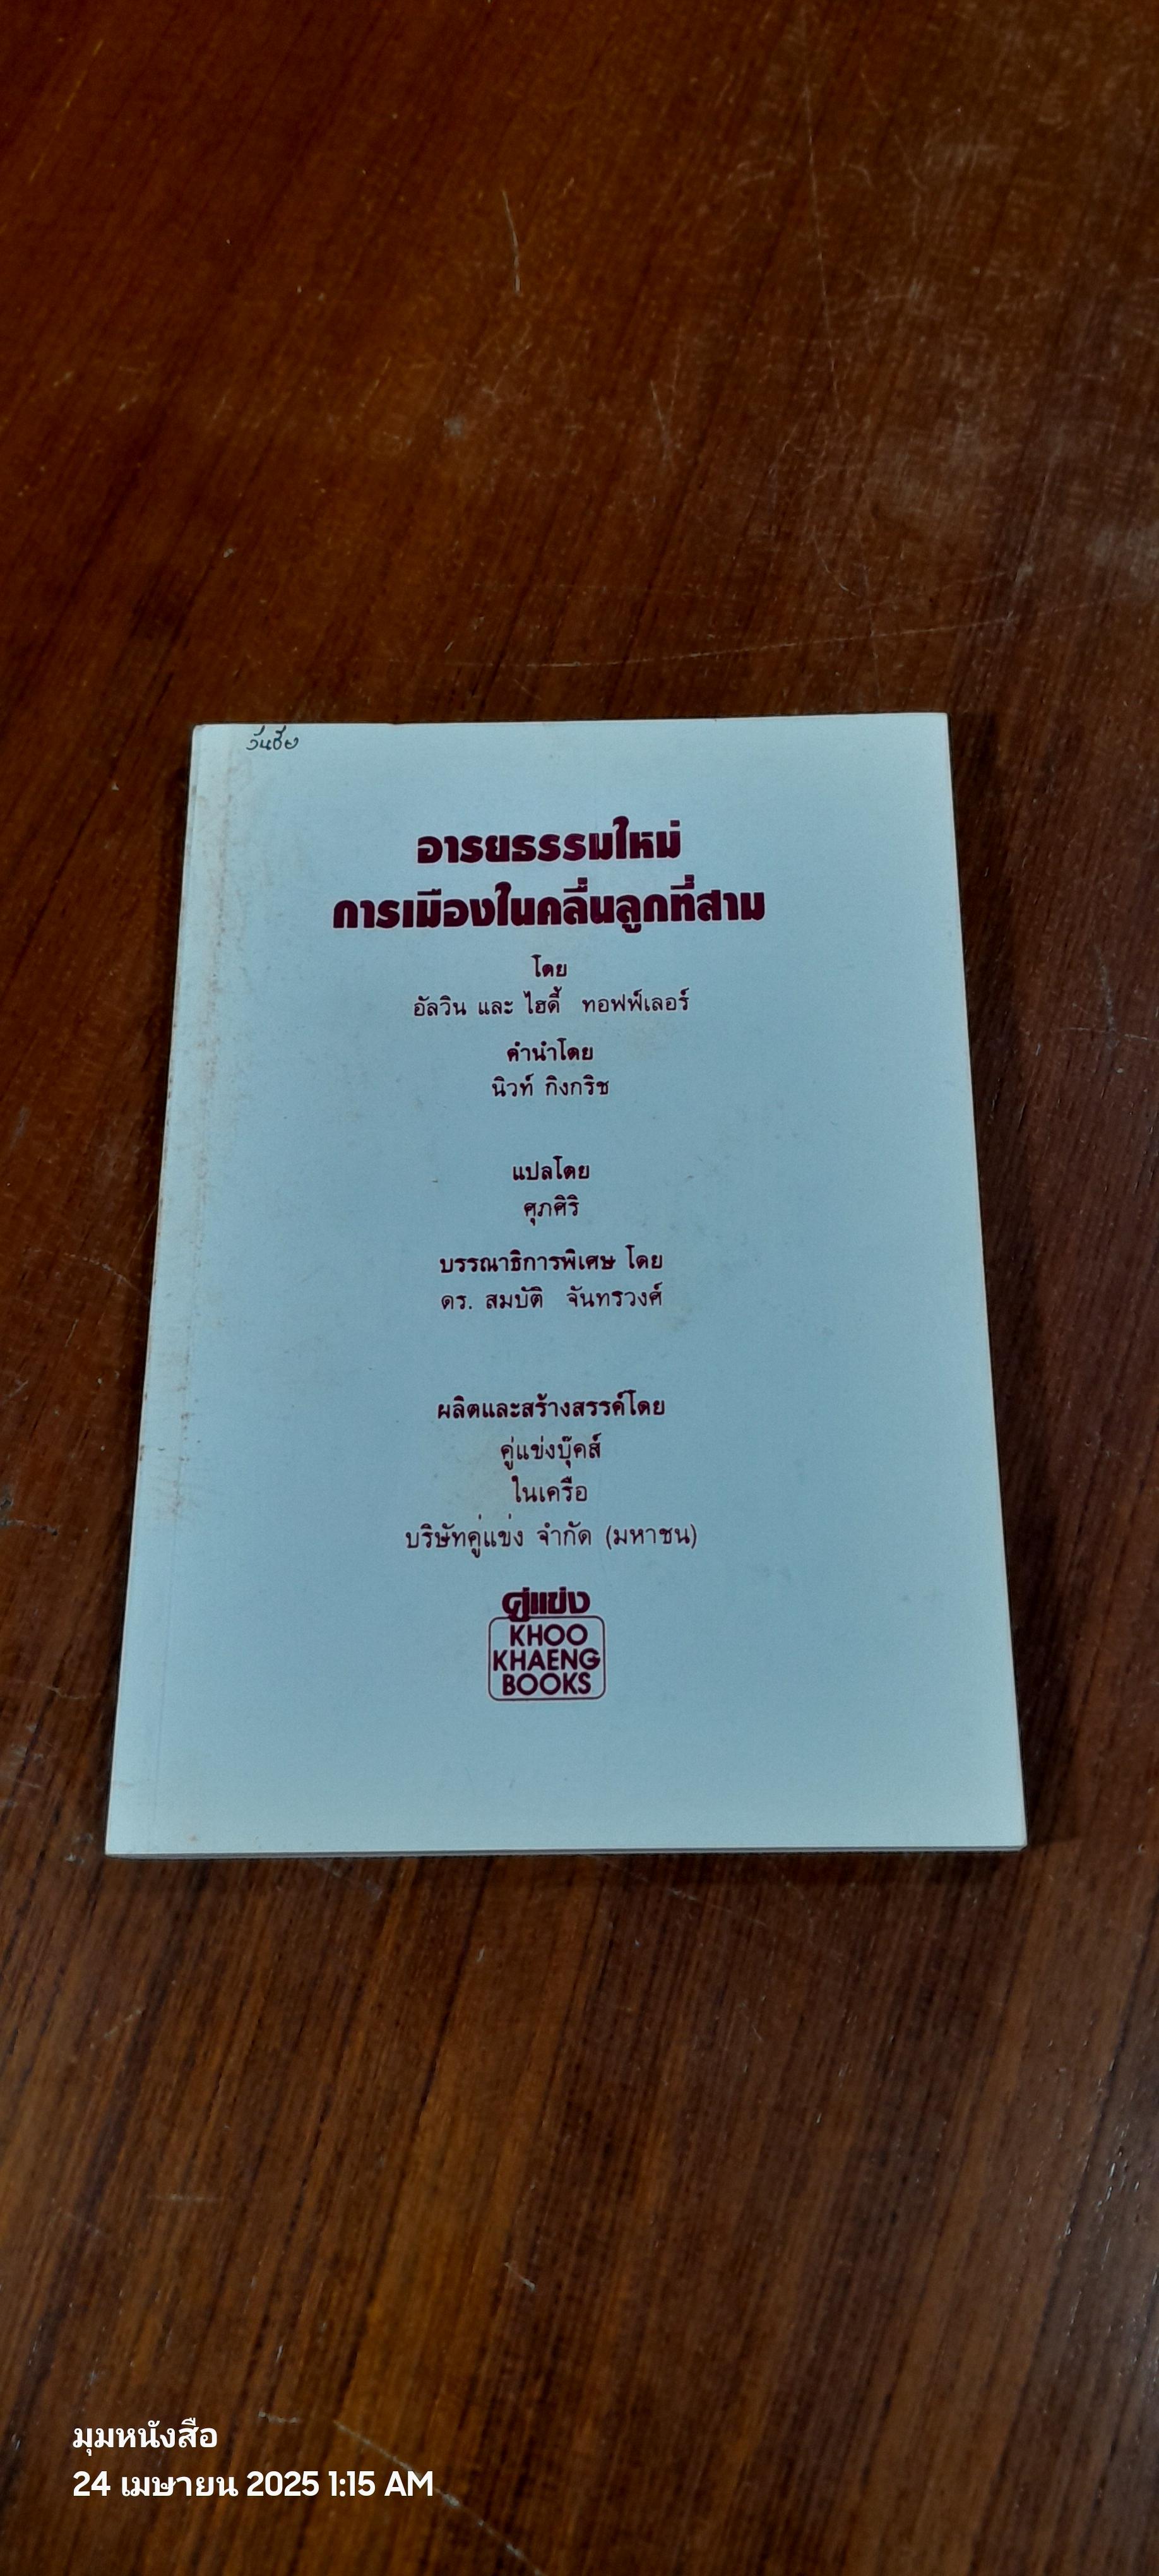 วันชัย
อารยธรรมใหม่
การเมืองในคลื่นลูกที่สาม
โดย
อัลวิน และ ไฮดี้ ทอฟฟ์เลอร์
คำนำโดย
นิวท์ กิงกริช
แปลโดย
ศุภศิริ
บรรณาธิการพิเศษ โดย
ดร. สมบัติ จันทรวงศ์
ผลิตและสร้างสรรค์โดย
คู่แข่งบุ๊คส์
ในเครือ
บริษัทคู่แข่ง จำกัด (มหาชน)
คู่แข่ง
KHOO
KHAENG
BOOKS
มุมหนังสือ
24 เมษายน 2025 1:15 AM